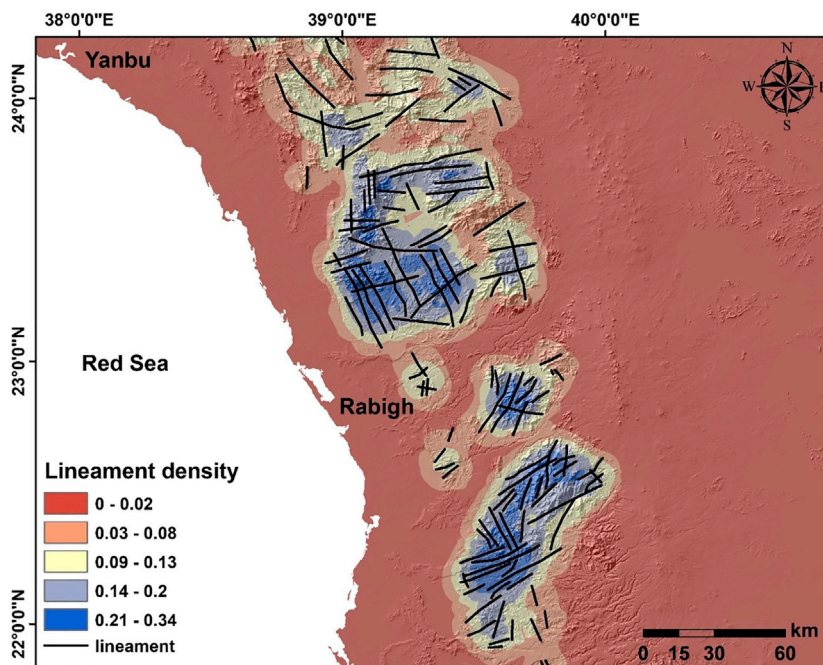 38°0'0"E 39°0'0"E 40°0'0"E
Yanbu
N
W
S
24°0'0"N
Red Sea
23°0'0"N
Rabigh
Lineament density
0 - 0.02
0.03 - 0.08
0.09 - 0.13
0.14 - 0.2
0.21 - 0.34
lineament
22°0'0"N
km
0 15 30 60